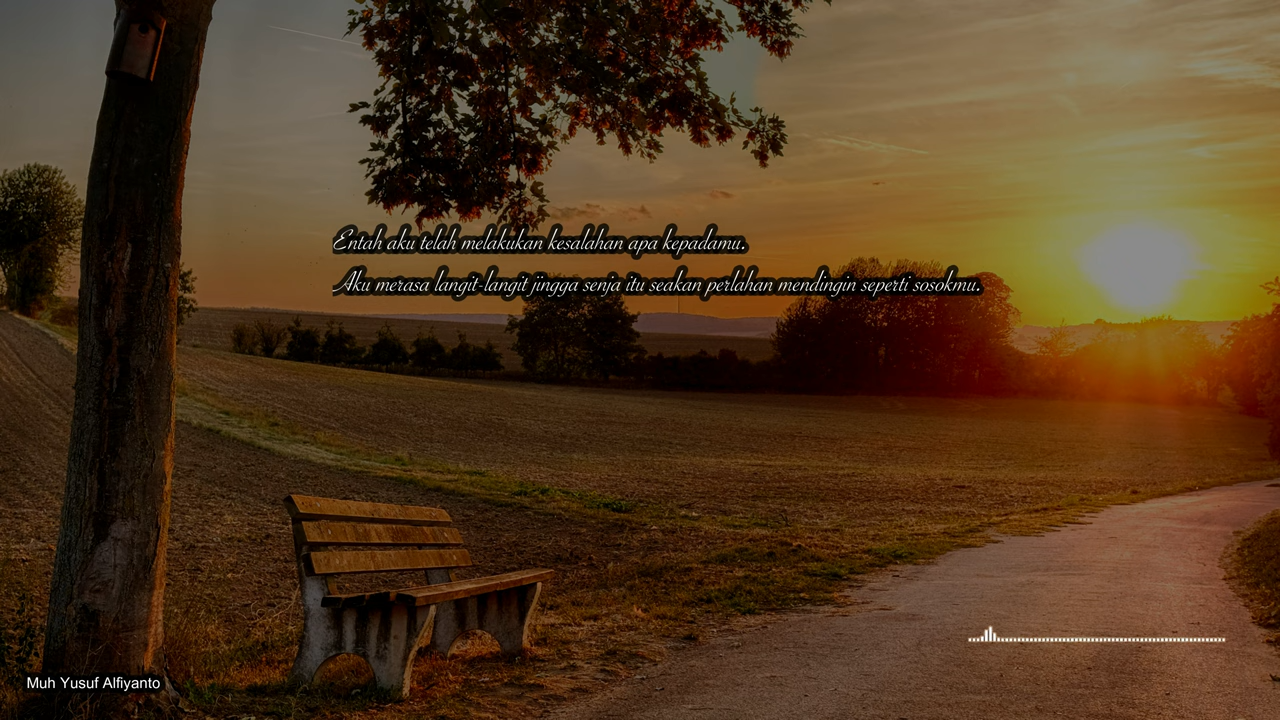 Entah aku telah melakukan kesalahan apa kepadamu.
Aku merasa langit-langit jingga senja itu seakan perlahan mendingin seperti sosokmu.
Muh Yusuf Alfiyanto